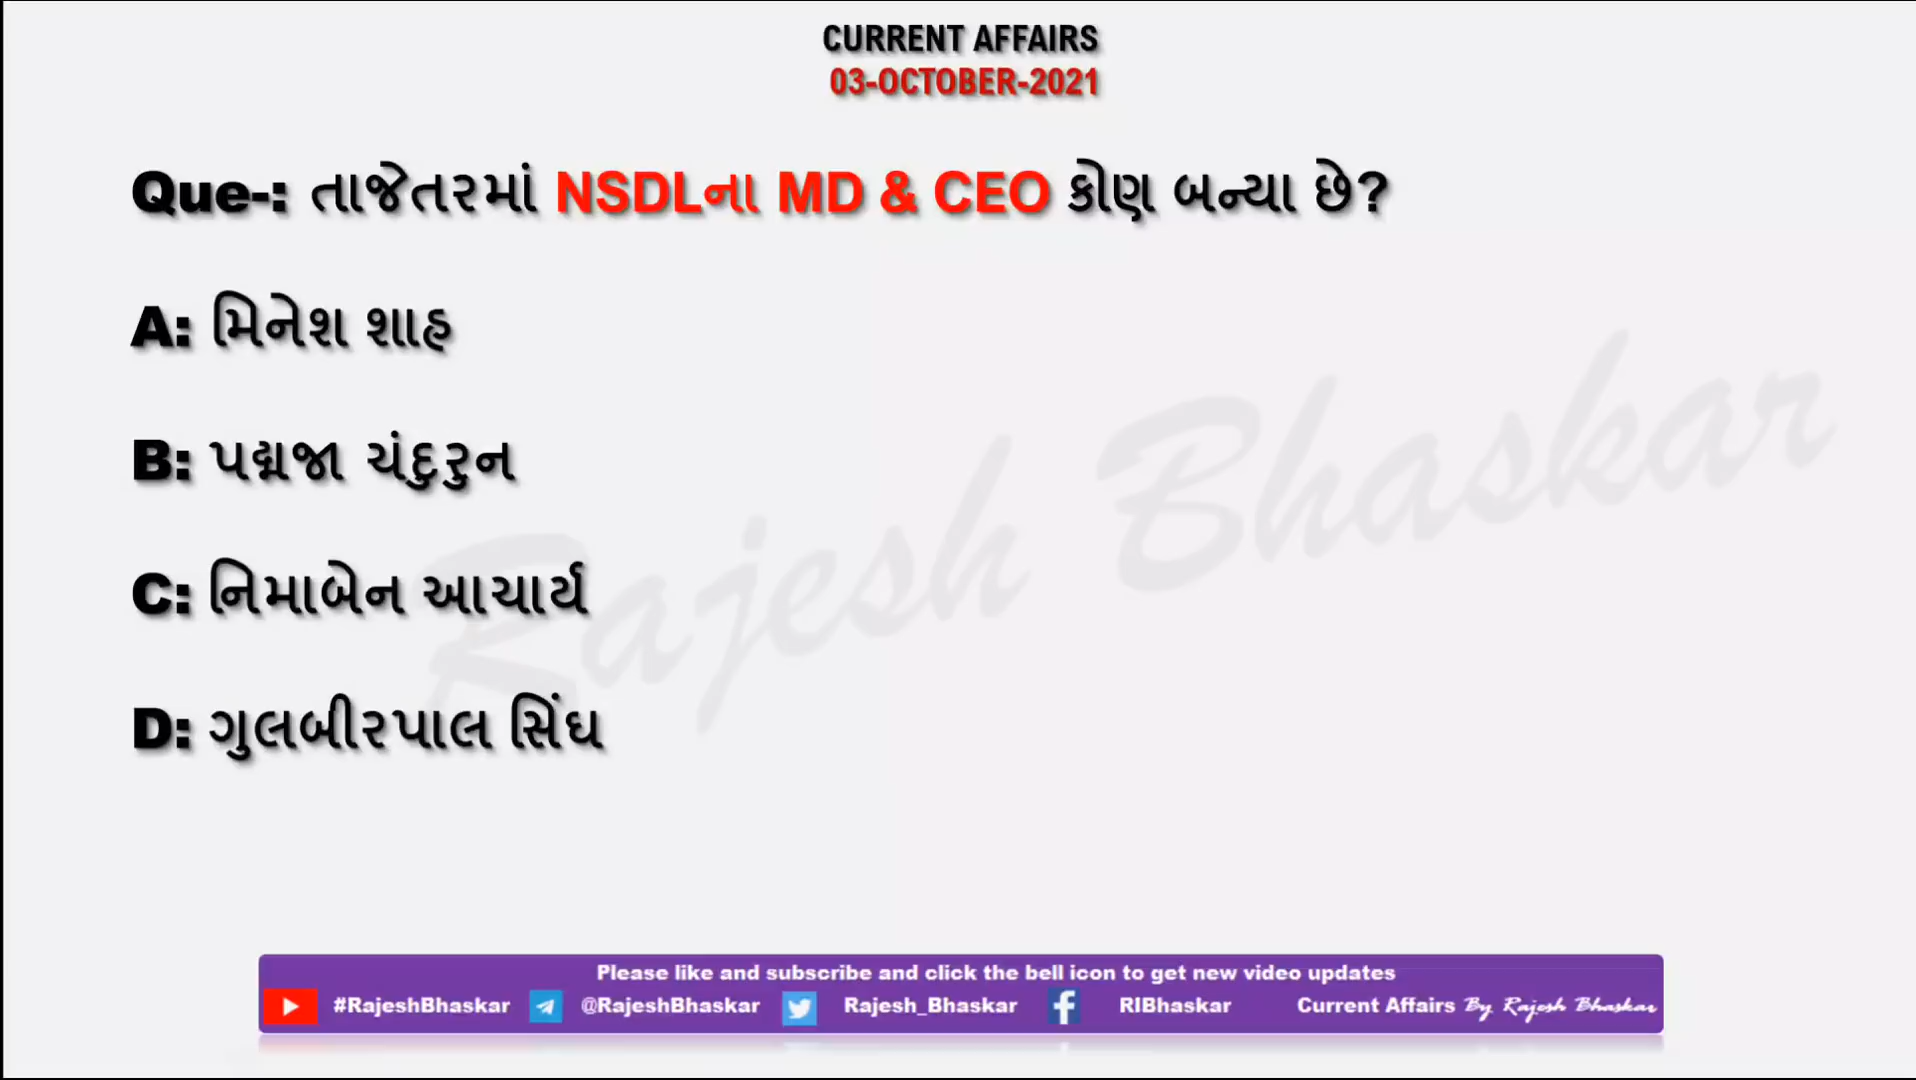 CURRENT AFFAIRS
03-OCTOBER-2021
Que-: તાજેતરમાં NSDLના MD & CEO કોણ બન્યા છે?
A: મિનેશ શાહ
B: પદ્મજા ચંદુરુન
C: નિમાબેન આચાર્ય
D: ગુલબીરપાલ સિંઘ
Rajesh Bhaskar
Please like and subscribe and click the bell icon to get new video updates
#RajeshBhaskar @RajeshBhaskar Rajesh_Bhaskar RIBhaskar Current Affairs By Rajesh Bhaskar